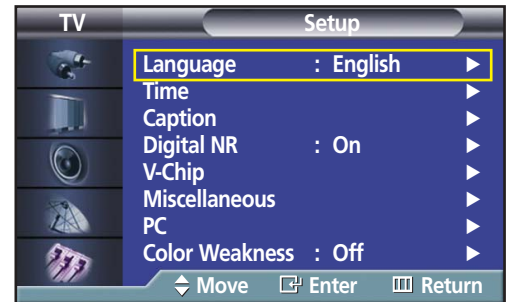 TV Setup
Language : English
Time
Caption
Digital NR : On
V-Chip
Miscellaneous
PC
Color Weakness : Off
Move Enter Return